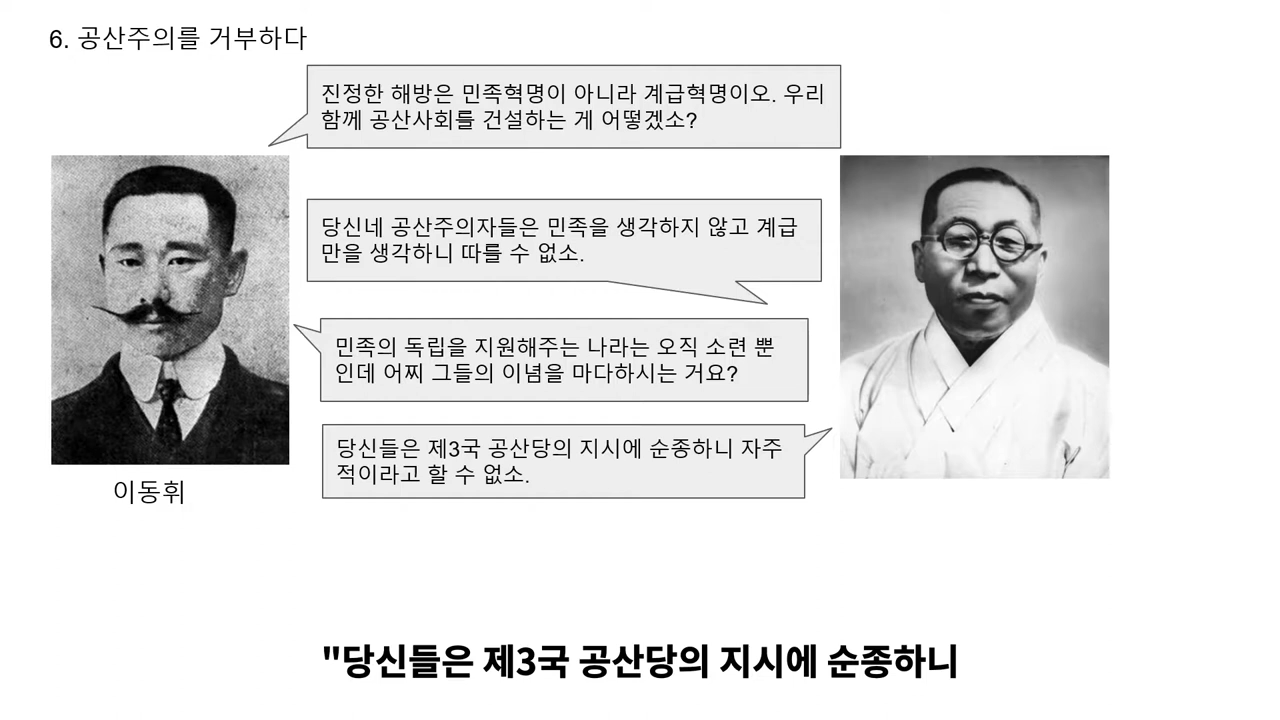 6. 공산주의를 거부하다
진정한 해방은 민족혁명이 아니라 계급혁명이오. 우리
함께 공산사회를 건설하는 게 어떻겠소?
당신네 공산주의자들은 민족을 생각하지 않고 계급
만을 생각하니 따를 수 없소.
민족의 독립을 지원해주는 나라는 오직 소련 뿐
인데 어찌 그들의 이념을 마다하시는 거요?
당신들은 제3국 공산당의 지시에 순종하니 자주
적이라고 할 수 없소.
이동휘
"당신들은 제3국 공산당의 지시에 순종하니